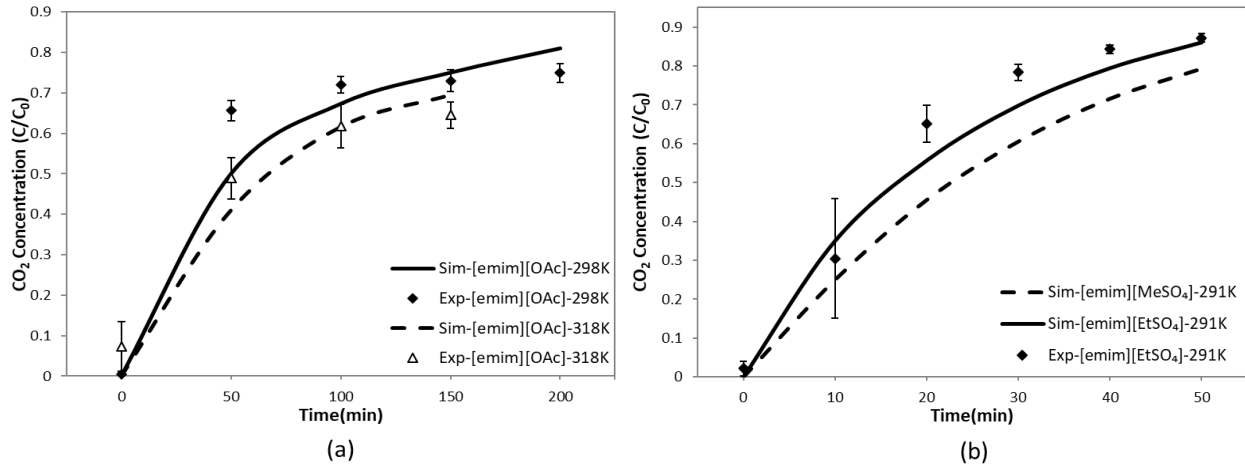 0.9
0.8
0.7
0.6
0.5
0.4
0.3
0.2
0.1
0
CO₂ Concentration (C/C₀)
Sim-[emim][OAc]-298K
Exp-[emim][OAc]-298K
Sim-[emim][OAc]-318K
Exp-[emim][OAc]-318K
0 50 100 150 200
Time(min)
(a)
0.9
0.8
0.7
0.6
0.5
0.4
0.3
0.2
0.1
0
CO₂ Concentration (C/C₀)
Sim-[emim][MeSO₄]-291K
Sim-[emim][EtSO₄]-291K
Exp-[emim][EtSO₄]-291K
0 10 20 30 40 50
Time(min)
(b)